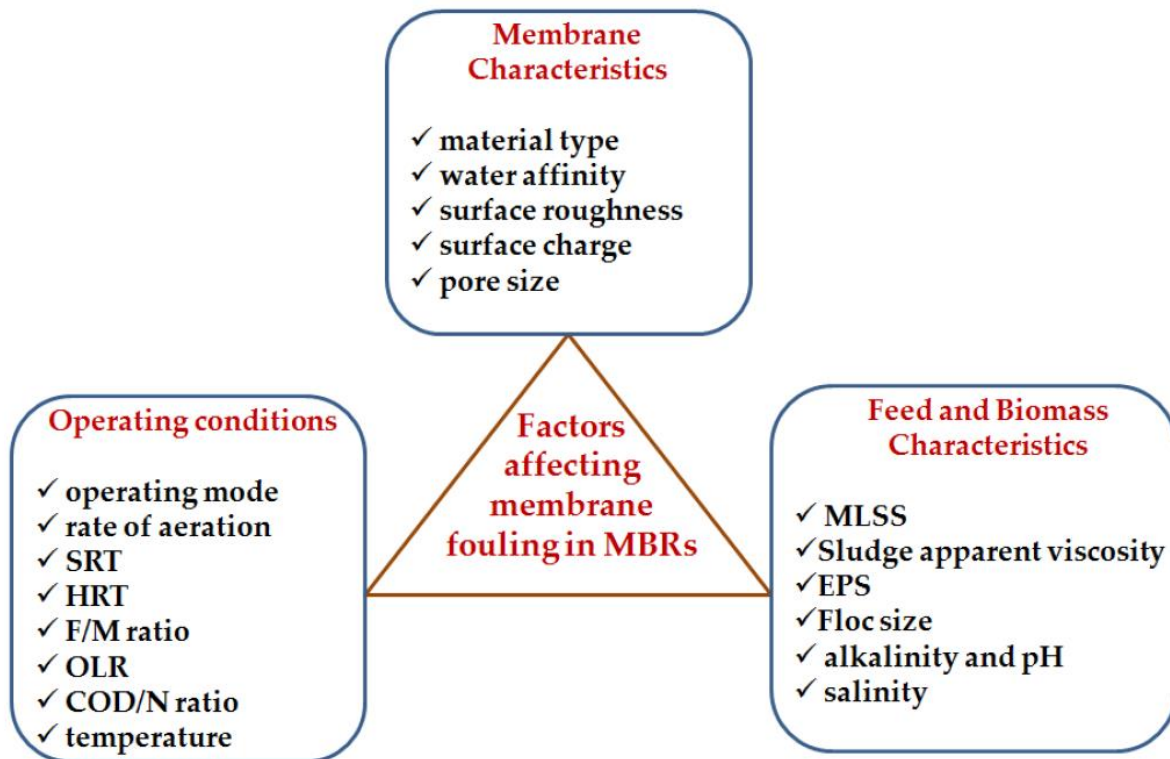 Membrane
Characteristics
✓ material type
✓ water affinity
✓ surface roughness
✓ surface charge
✓ pore size
Operating conditions
✓ operating mode
✓ rate of aeration
✓ SRT
✓ HRT
✓ F/M ratio
✓ OLR
✓ COD/N ratio
✓ temperature
Factors
affecting
membrane
fouling in MBRs
Feed and Biomass
Characteristics
✓ MLSS
✓Sludge apparent viscosity
✓EPS
✓Floc size
✓ alkalinity and pH
✓ salinity